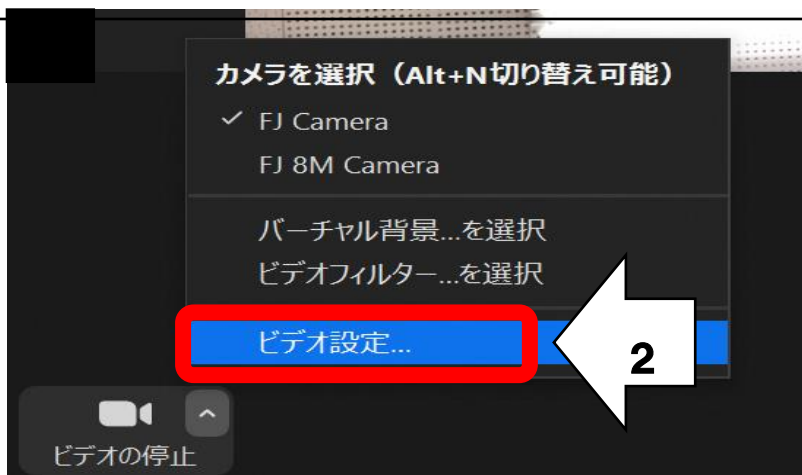 カメラを選択（Alt+N切り替え可能）
✓ FJ Camera
FJ 8M Camera
バーチャル背景...を選択
ビデオフィルター...を選択
ビデオ設定...
2
ビデオの停止